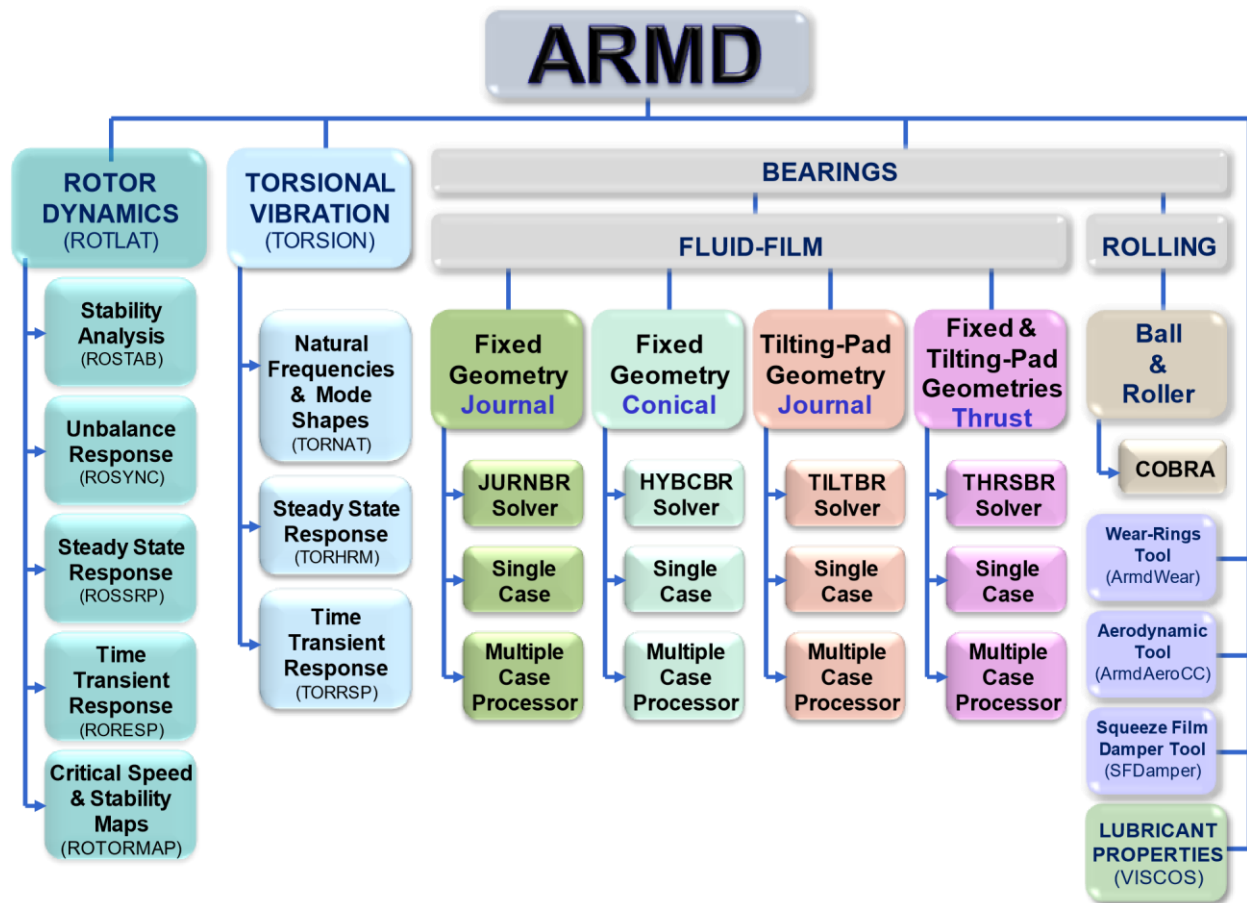 ARMD
ROTOR
DYNAMICS
(ROTLAT)
Stability
Analysis
(ROSTAB)
Unbalance
Response
(ROSYNC)
Steady State
Response
(ROSSRP)
Time
Transient
Response
(RORESP)
Critical Speed
& Stability
Maps
(ROTORMAP)
TORSIONAL
VIBRATION
(TORSION)
Natural
Frequencies
& Mode
Shapes
(TORNAT)
Steady State
Response
(TORHRM)
Time
Transient
Response
(TORRSP)
BEARINGS
FLUID-FILM
Fixed
Geometry
Journal
JURNBR
Solver
Single
Case
Multiple
Case
Processor
Fixed
Geometry
Conical
HYBCBR
Solver
Single
Case
Multiple
Case
Processor
Tilting-Pad
Geometry
Journal
TILTBR
Solver
Single
Case
Multiple
Case
Processor
Fixed &
Tilting-Pad
Geometries
Thrust
THRSBR
Solver
Single
Case
Multiple
Case
Processor
ROLLING
Ball
&
Roller
COBRA
Wear-Rings
Tool
(ArmdWear)
Aerodynamic
Tool
(ArmdAeroCC)
Squeeze Film
Damper Tool
(SFDamper)
LUBRICANT
PROPERTIES
(VISCOS)